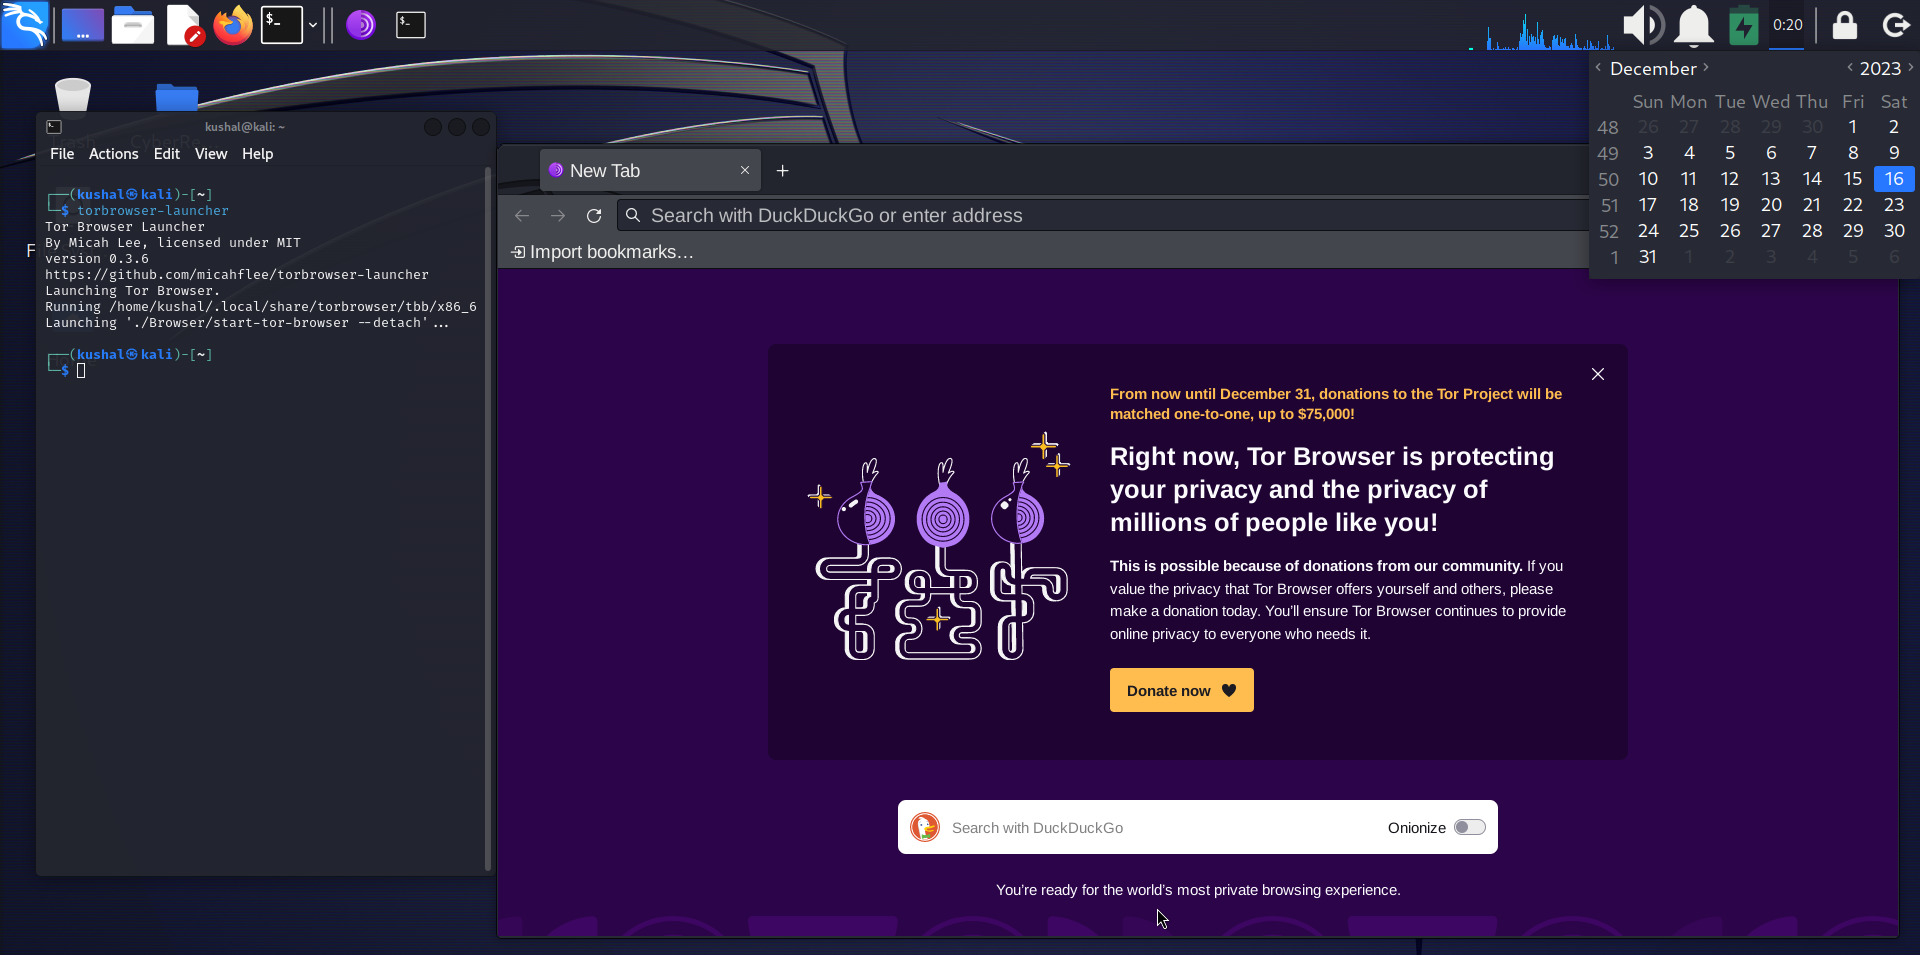 0:20
December
2023
Sun Mon Tue Wed Thu Fri Sat
48 26 27 28 29 30 1 2
49 3 4 5 6 7 8 9
50 10 11 12 13 14 15 16
51 17 18 19 20 21 22 23
52 24 25 26 27 28 29 30
1 31 1 2 3 4 5 6
kushal@kali: ~
File Actions Edit View Help
(kushal㉿kali)-[~]
$ torbrowser-launcher
Tor Browser Launcher
By Micah Lee, licensed under MIT
version 0.3.6
https://github.com/micahflee/torbrowser-launcher
Launching Tor Browser.
Running /home/kushal/.local/share/torbrowser/tbb/x86_6
Launching './Browser/start-tor-browser --detach'...
(kushal㉿kali)-[~]
$
New Tab
Search with DuckDuckGo or enter address
Import bookmarks…
From now until December 31, donations to the Tor Project will be
matched one-to-one, up to $75,000!
Right now, Tor Browser is protecting
your privacy and the privacy of
millions of people like you!
This is possible because of donations from our community. If you
value the privacy that Tor Browser offers yourself and others, please
make a donation today. You'll ensure Tor Browser continues to provide
online privacy to everyone who needs it.
Donate now
Search with DuckDuckGo
Onionize
You're ready for the world's most private browsing experience.